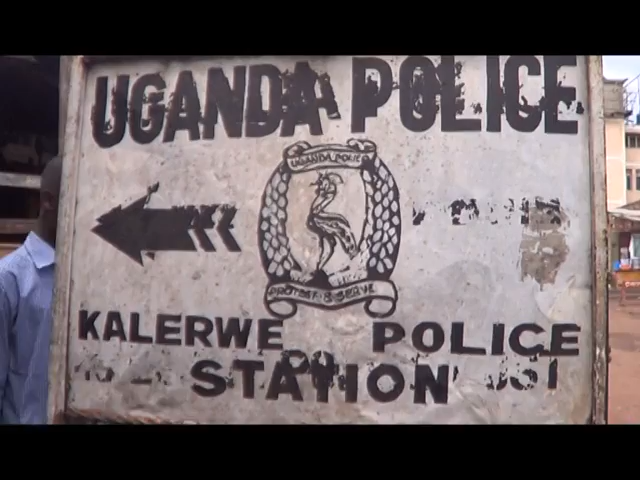 UGANDA POLICE
UGANDA POLICE
PROTECT & SERVE
KALERWE POLICE
STATION